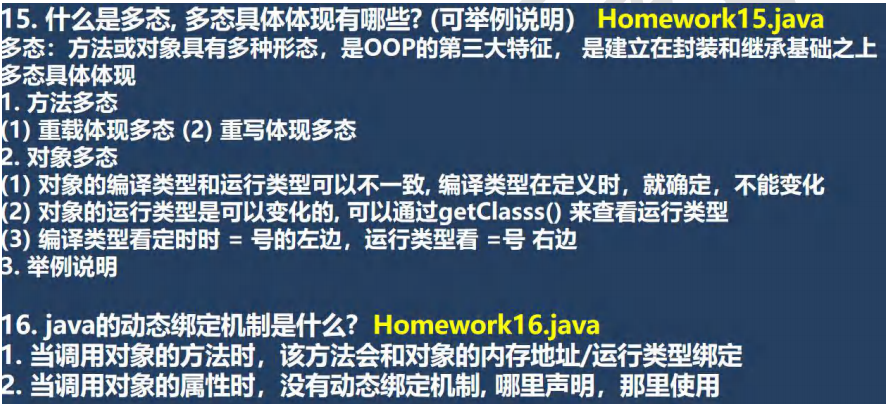 15. 什么是多态, 多态具体体现有哪些? (可举例说明) Homework15.java
多态：方法或对象具有多种形态，是OOP的第三大特征， 是建立在封装和继承基础之上
多态具体体现
1. 方法多态
(1) 重载体现多态 (2) 重写体现多态
2. 对象多态
(1) 对象的编译类型和运行类型可以不一致, 编译类型在定义时，就确定，不能变化
(2) 对象的运行类型是可以变化的, 可以通过getClasss() 来查看运行类型
(3) 编译类型看定时时 = 号的左边，运行类型看 =号 右边
3. 举例说明
16. java的动态绑定机制是什么? Homework16.java
1. 当调用对象的方法时，该方法会和对象的内存地址/运行类型绑定
2. 当调用对象的属性时，没有动态绑定机制, 哪里声明，那里使用